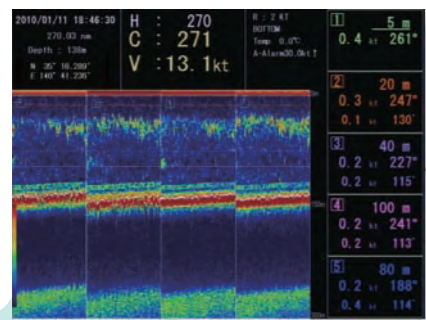 2010/01/11 18:46:30
270.03 nm
Depth : 138m
N 35° 10.289'
E 140° 41.236'
H : 270
C : 271
V : 13.1kt
R : 2 KT
BOTTOM
Temp 0.0°C
A-Alarm30.0kt↑
1 5 m
0.4 kt 261°
2 20 m
0.3 kt 247°
0.1 kt 130°
3 40 m
0.2 kt 227°
0.2 kt 115°
4 100 m
0.2 kt 241°
0.2 kt 113°
5 80 m
0.2 kt 188°
0.4 kt 114°